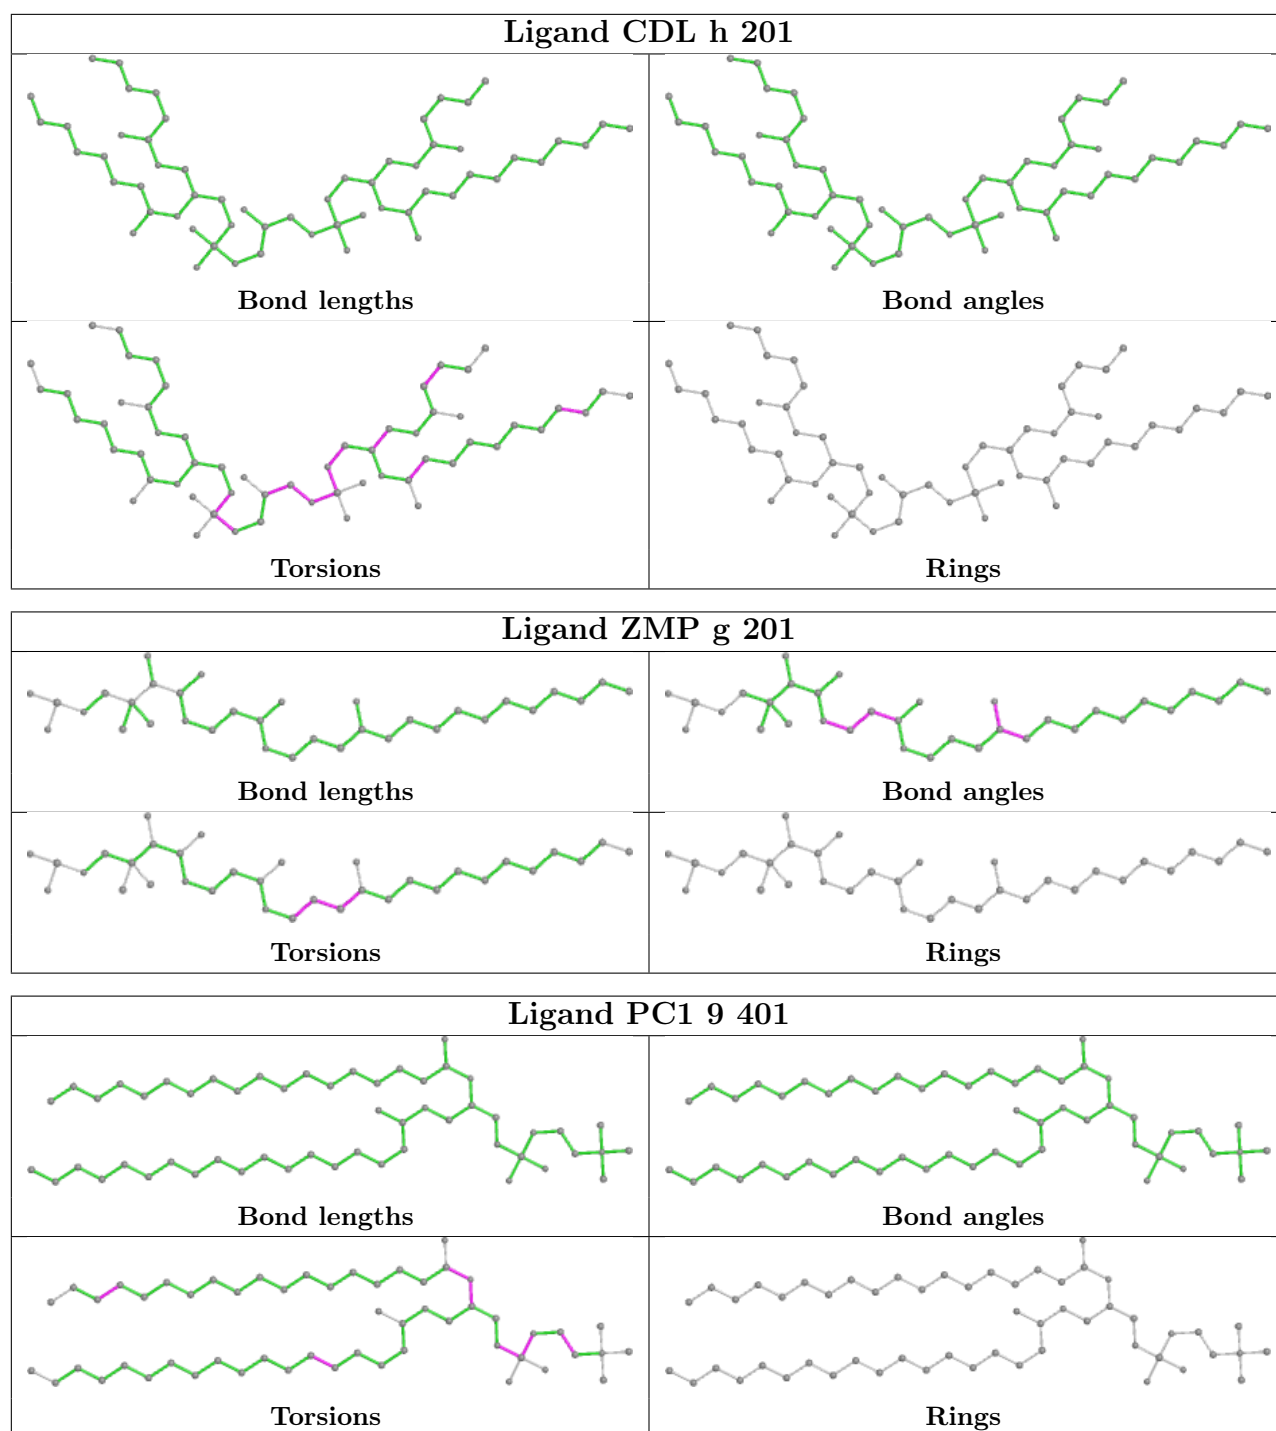 Ligand CDL h 201
Bond lengths
Bond angles
Torsions
Rings
Ligand ZMP g 201
Bond lengths
Bond angles
Torsions
Rings
Ligand PC1 9 401
Bond lengths
Bond angles
Torsions
Rings